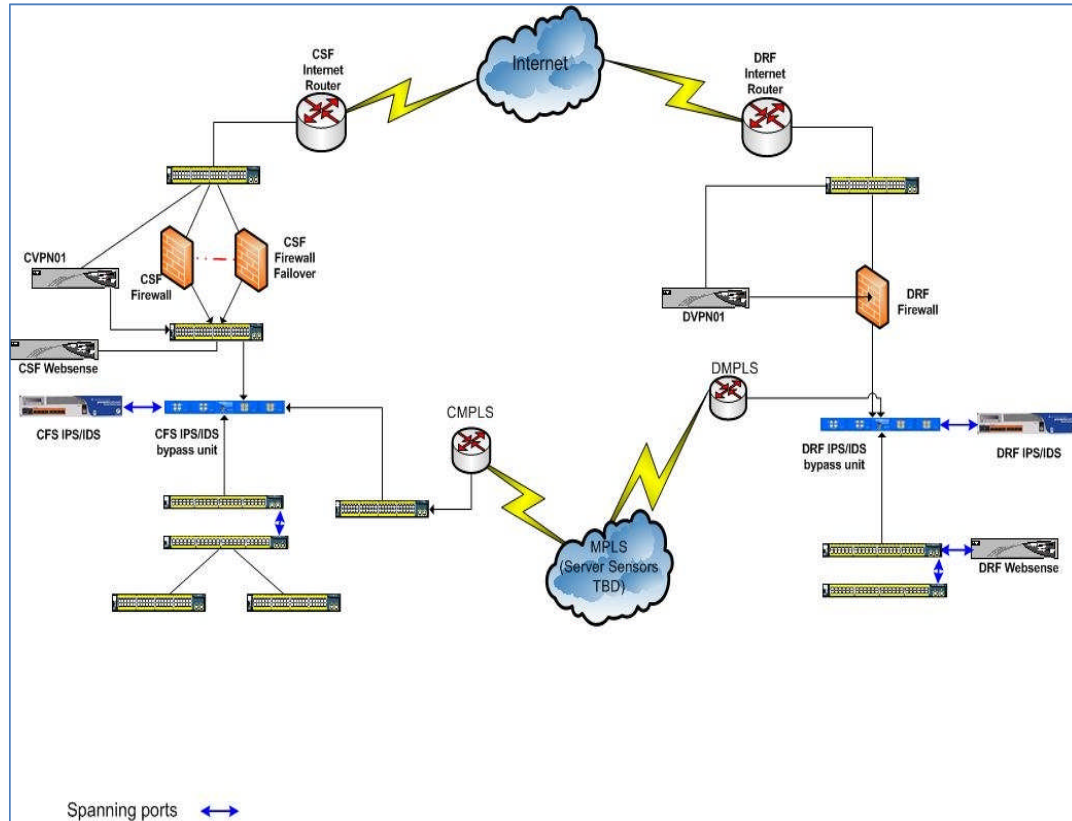 Internet
CSF
Internet
Router
DRF
Internet
Router
CVPN01
CSF
Firewall
CSF
Firewall
Failover
DVPN01
DRF
Firewall
CSF Websense
CFS IPS/IDS
CFS IPS/IDS
bypass unit
CMPLS
DMPLS
DRF IPS/IDS
bypass unit
DRF IPS/IDS
MPLS
(Server Sensors
TBD)
DRF Websense
Spanning ports